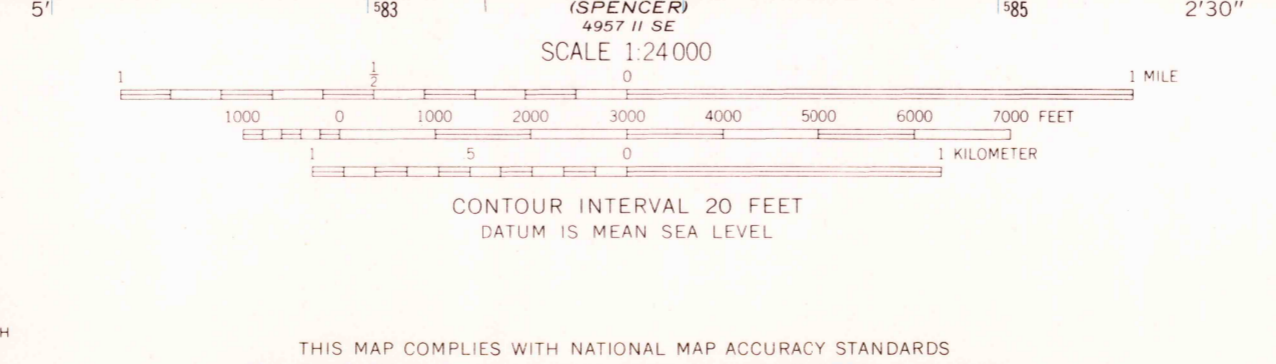 5' ⁵83 (SPENCER) ⁵85 2'30"
4957 II SE
SCALE 1:24 000
1 ½ 0 1 MILE
1000 0 1000 2000 3000 4000 5000 6000 7000 FEET
1 5 0 1 KILOMETER
CONTOUR INTERVAL 20 FEET
DATUM IS MEAN SEA LEVEL
H
THIS MAP COMPLIES WITH NATIONAL MAP ACCURACY STANDARDS